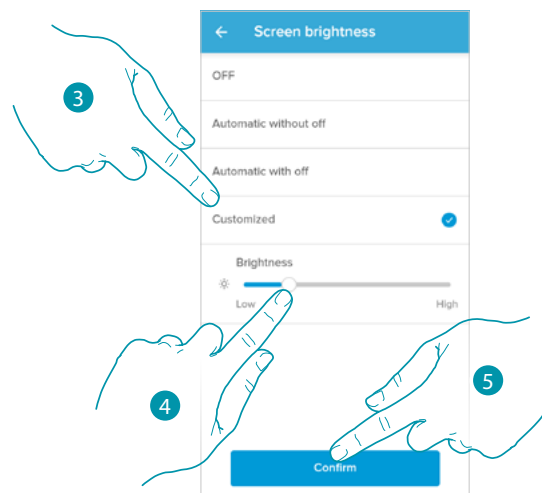 Screen brightness
OFF
3
Automatic without off
Automatic with off
Customized
Brightness
Low High
4
5
Confirm